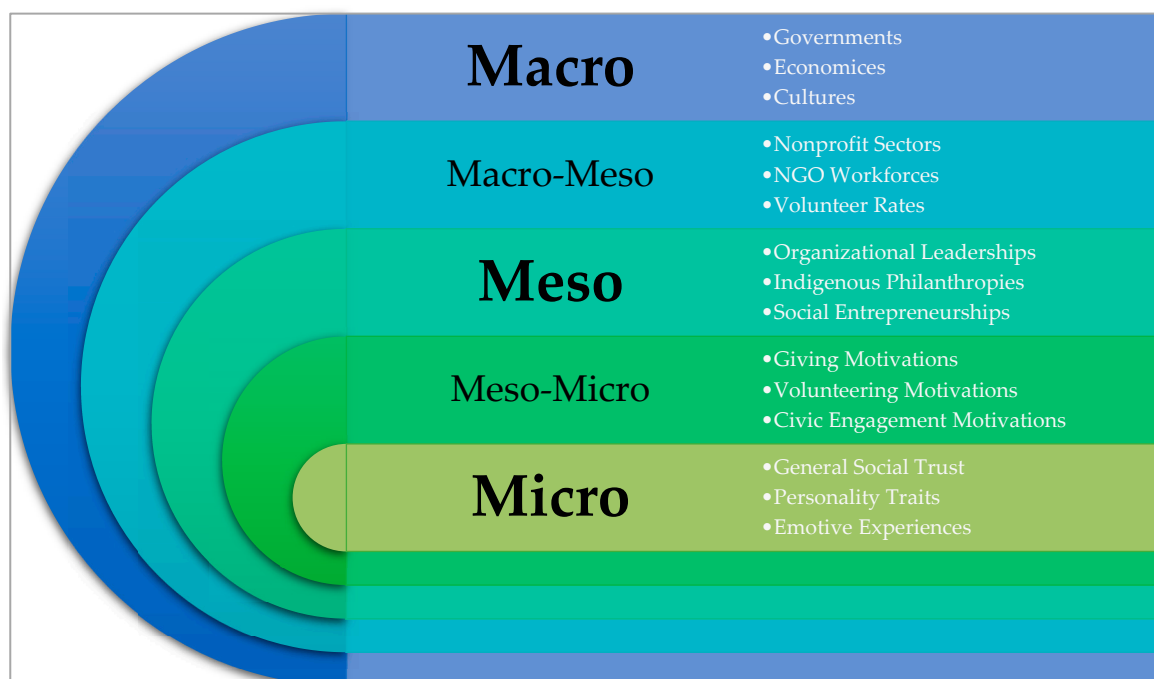 Macro
•Governments
•Economices
•Cultures
Macro-Meso
•Nonprofit Sectors
•NGO Workforces
•Volunteer Rates
Meso
•Organizational Leaderships
•Indigenous Philanthropies
•Social Entrepreneurships
Meso-Micro
•Giving Motivations
•Volunteering Motivations
•Civic Engagement Motivations
Micro
•General Social Trust
•Personality Traits
•Emotive Experiences